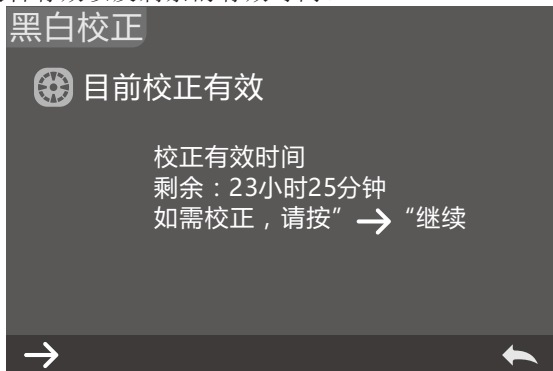 黑白校正
目前校正有效
校正有效时间
剩余：23小时25分钟
如需校正，请按”→“继续